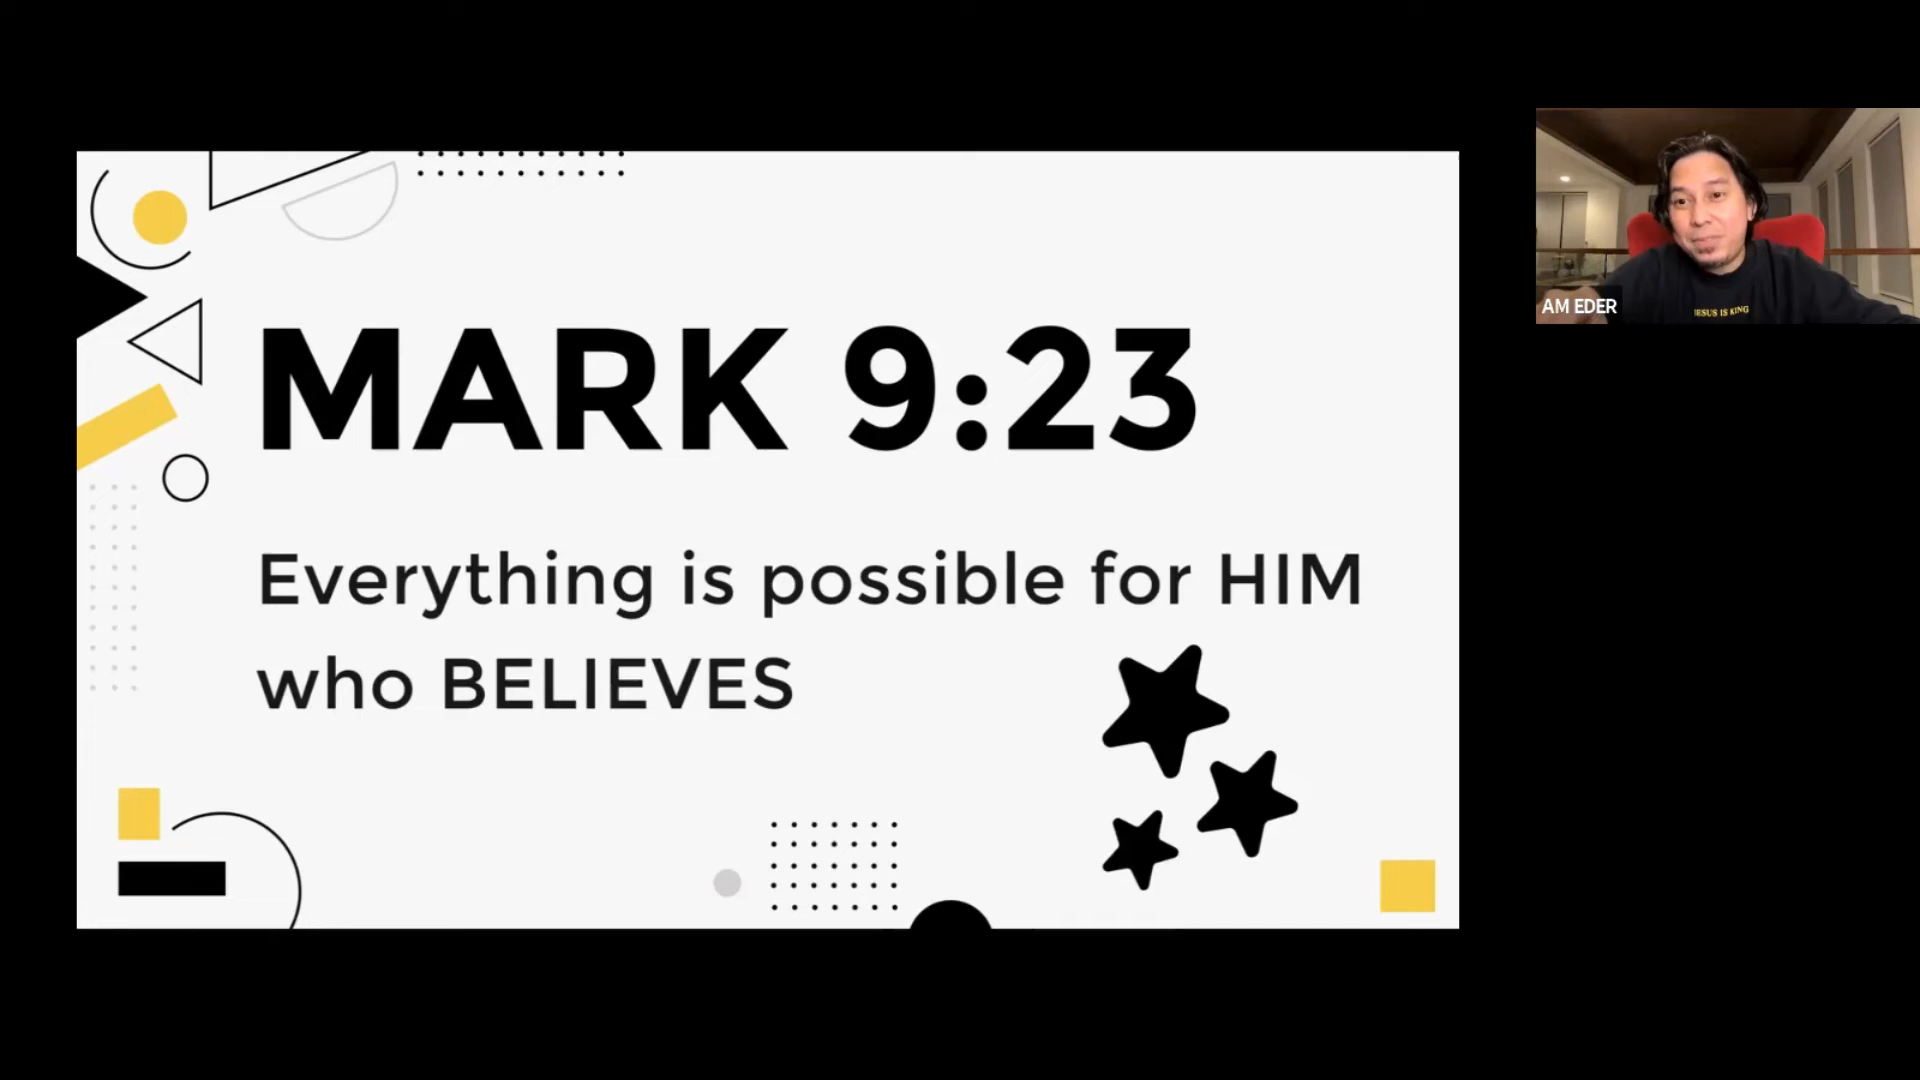 MARK 9:23
Everything is possible for HIM
who BELIEVES
AM EDER
JESUS IS KING